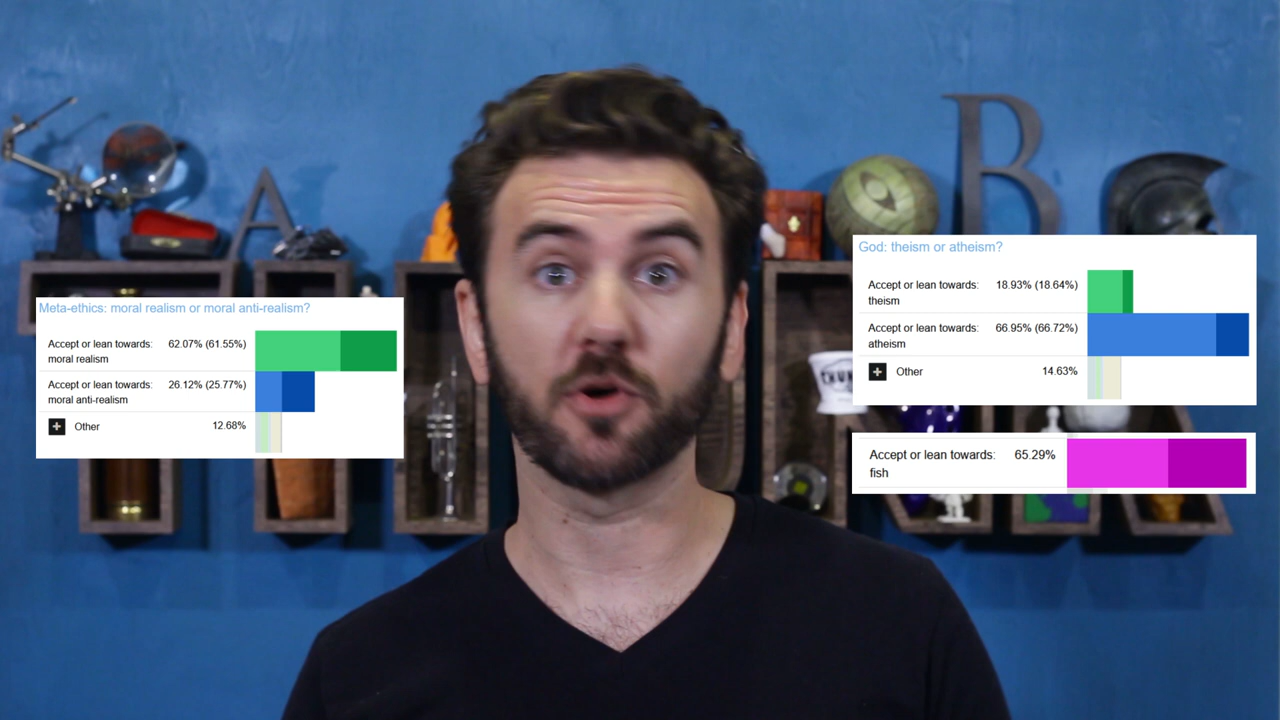 A
B
Meta-ethics: moral realism or moral anti-realism?
Accept or lean towards: 62.07% (61.55%)
moral realism
Accept or lean towards: 26.12% (25.77%)
moral anti-realism
Other 12.68%
God: theism or atheism?
Accept or lean towards: 18.93% (18.64%)
theism
Accept or lean towards: 66.95% (66.72%)
atheism
Other 14.63%
Accept or lean towards: 65.29%
fish